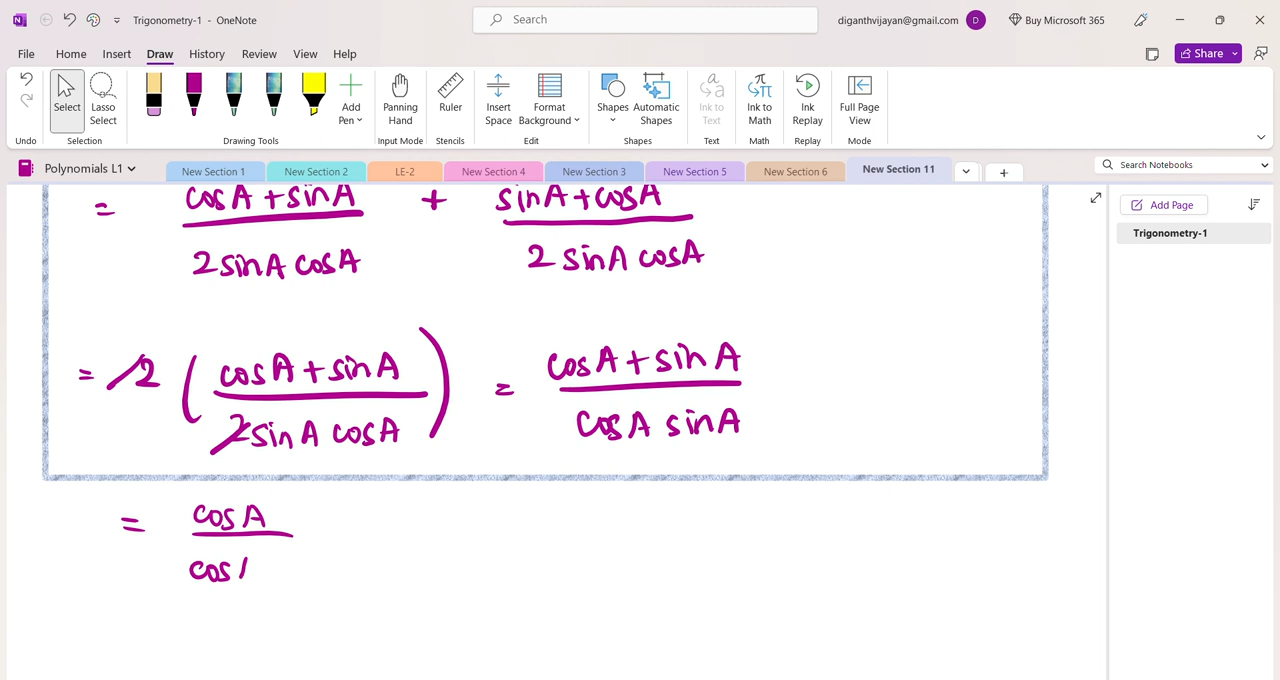 Trigonometry-1 - OneNote
Search
diganthvijayan@gmail.com
D
Buy Microsoft 365
File Home Insert Draw History Review View Help
Share
Undo
Select
Lasso Select
Selection
Drawing Tools
Add Pen
Panning Hand
Input Mode
Ruler
Stencils
Insert Space
Format Background
Edit
Shapes
Automatic Shapes
Shapes
Ink to Text
Text
Ink to Math
Math
Ink Replay
Replay
Full Page View
Mode
Polynomials L1
New Section 1 New Section 2 LE-2 New Section 4 New Section 3 New Section 5 New Section 6 New Section 11 +
Search Notebooks
Add Page
Trigonometry-1
= cosA + sinA + sinA + cosA
2 sinA cosA 2 sinA cosA
= 2 ( cosA + sinA ) = cosA + sinA
2 sinA cosA cosA sinA
= cosA
cos